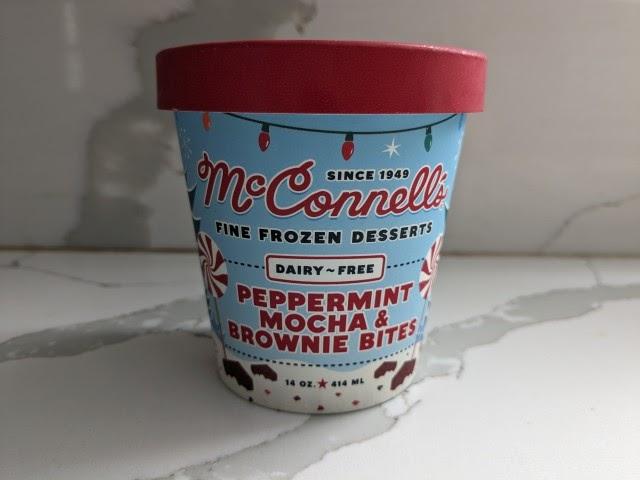 SINCE 1949
McConnell's
FINE FROZEN DESSERTS
DAIRY~FREE
PEPPERMINT
MOCHA &
BROWNIE BITES
14 OZ.★414 ML